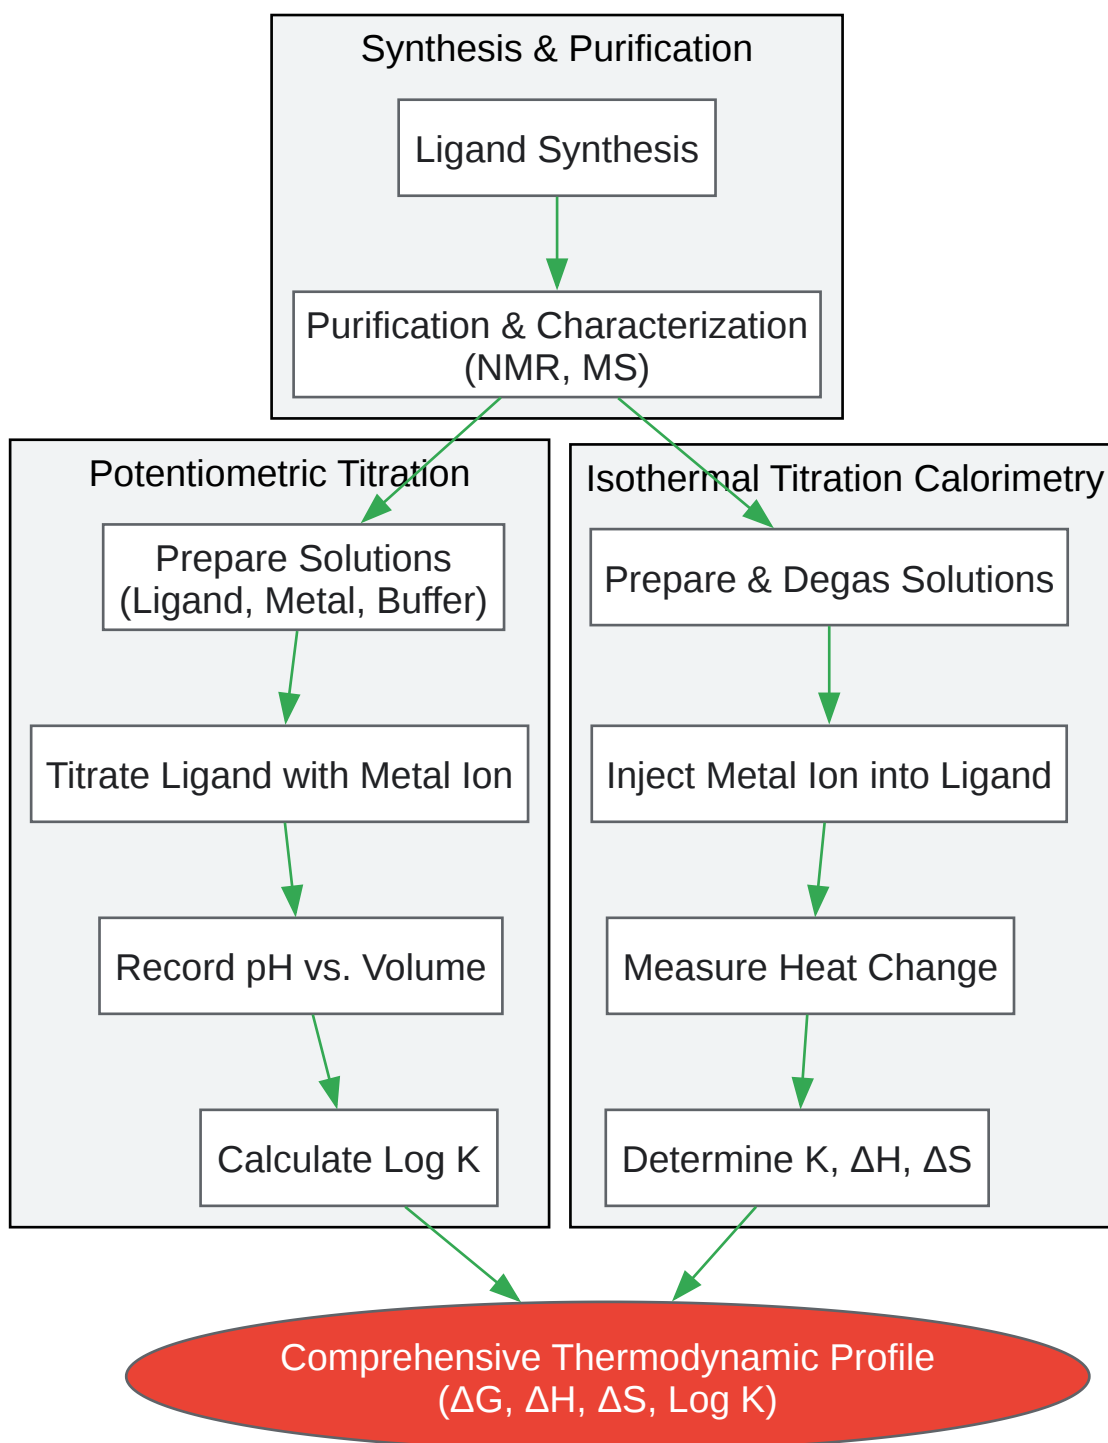 Synthesis & Purification
Ligand Synthesis
Purification & Characterization
(NMR, MS)
Potentiometric Titration
Prepare Solutions
(Ligand, Metal, Buffer)
Titrate Ligand with Metal Ion
Record pH vs. Volume
Calculate Log K
Isothermal Titration Calorimetry
Prepare & Degas Solutions
Inject Metal Ion into Ligand
Measure Heat Change
Determine K, ΔH, ΔS
Comprehensive Thermodynamic Profile
(ΔG, ΔH, ΔS, Log K)